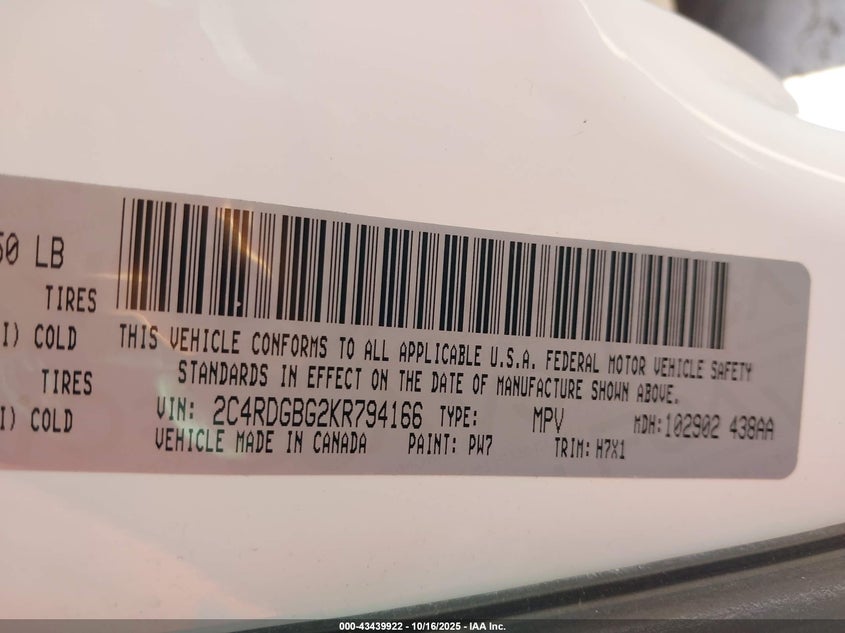 50 LB
TIRES
I) COLD
TIRES
I) COLD
THIS VEHICLE CONFORMS TO ALL APPLICABLE U.S.A. FEDERAL MOTOR VEHICLE SAFETY
STANDARDS IN EFFECT ON THE DATE OF MANUFACTURE SHOWN ABOVE.
VIN: 2C4RDGBG2KR794166 TYPE: MPV MDH:102902 438AA
VEHICLE MADE IN CANADA PAINT: PW7 TRIM: H7X1
000-43439922 - 10/16/2025 - IAA Inc.